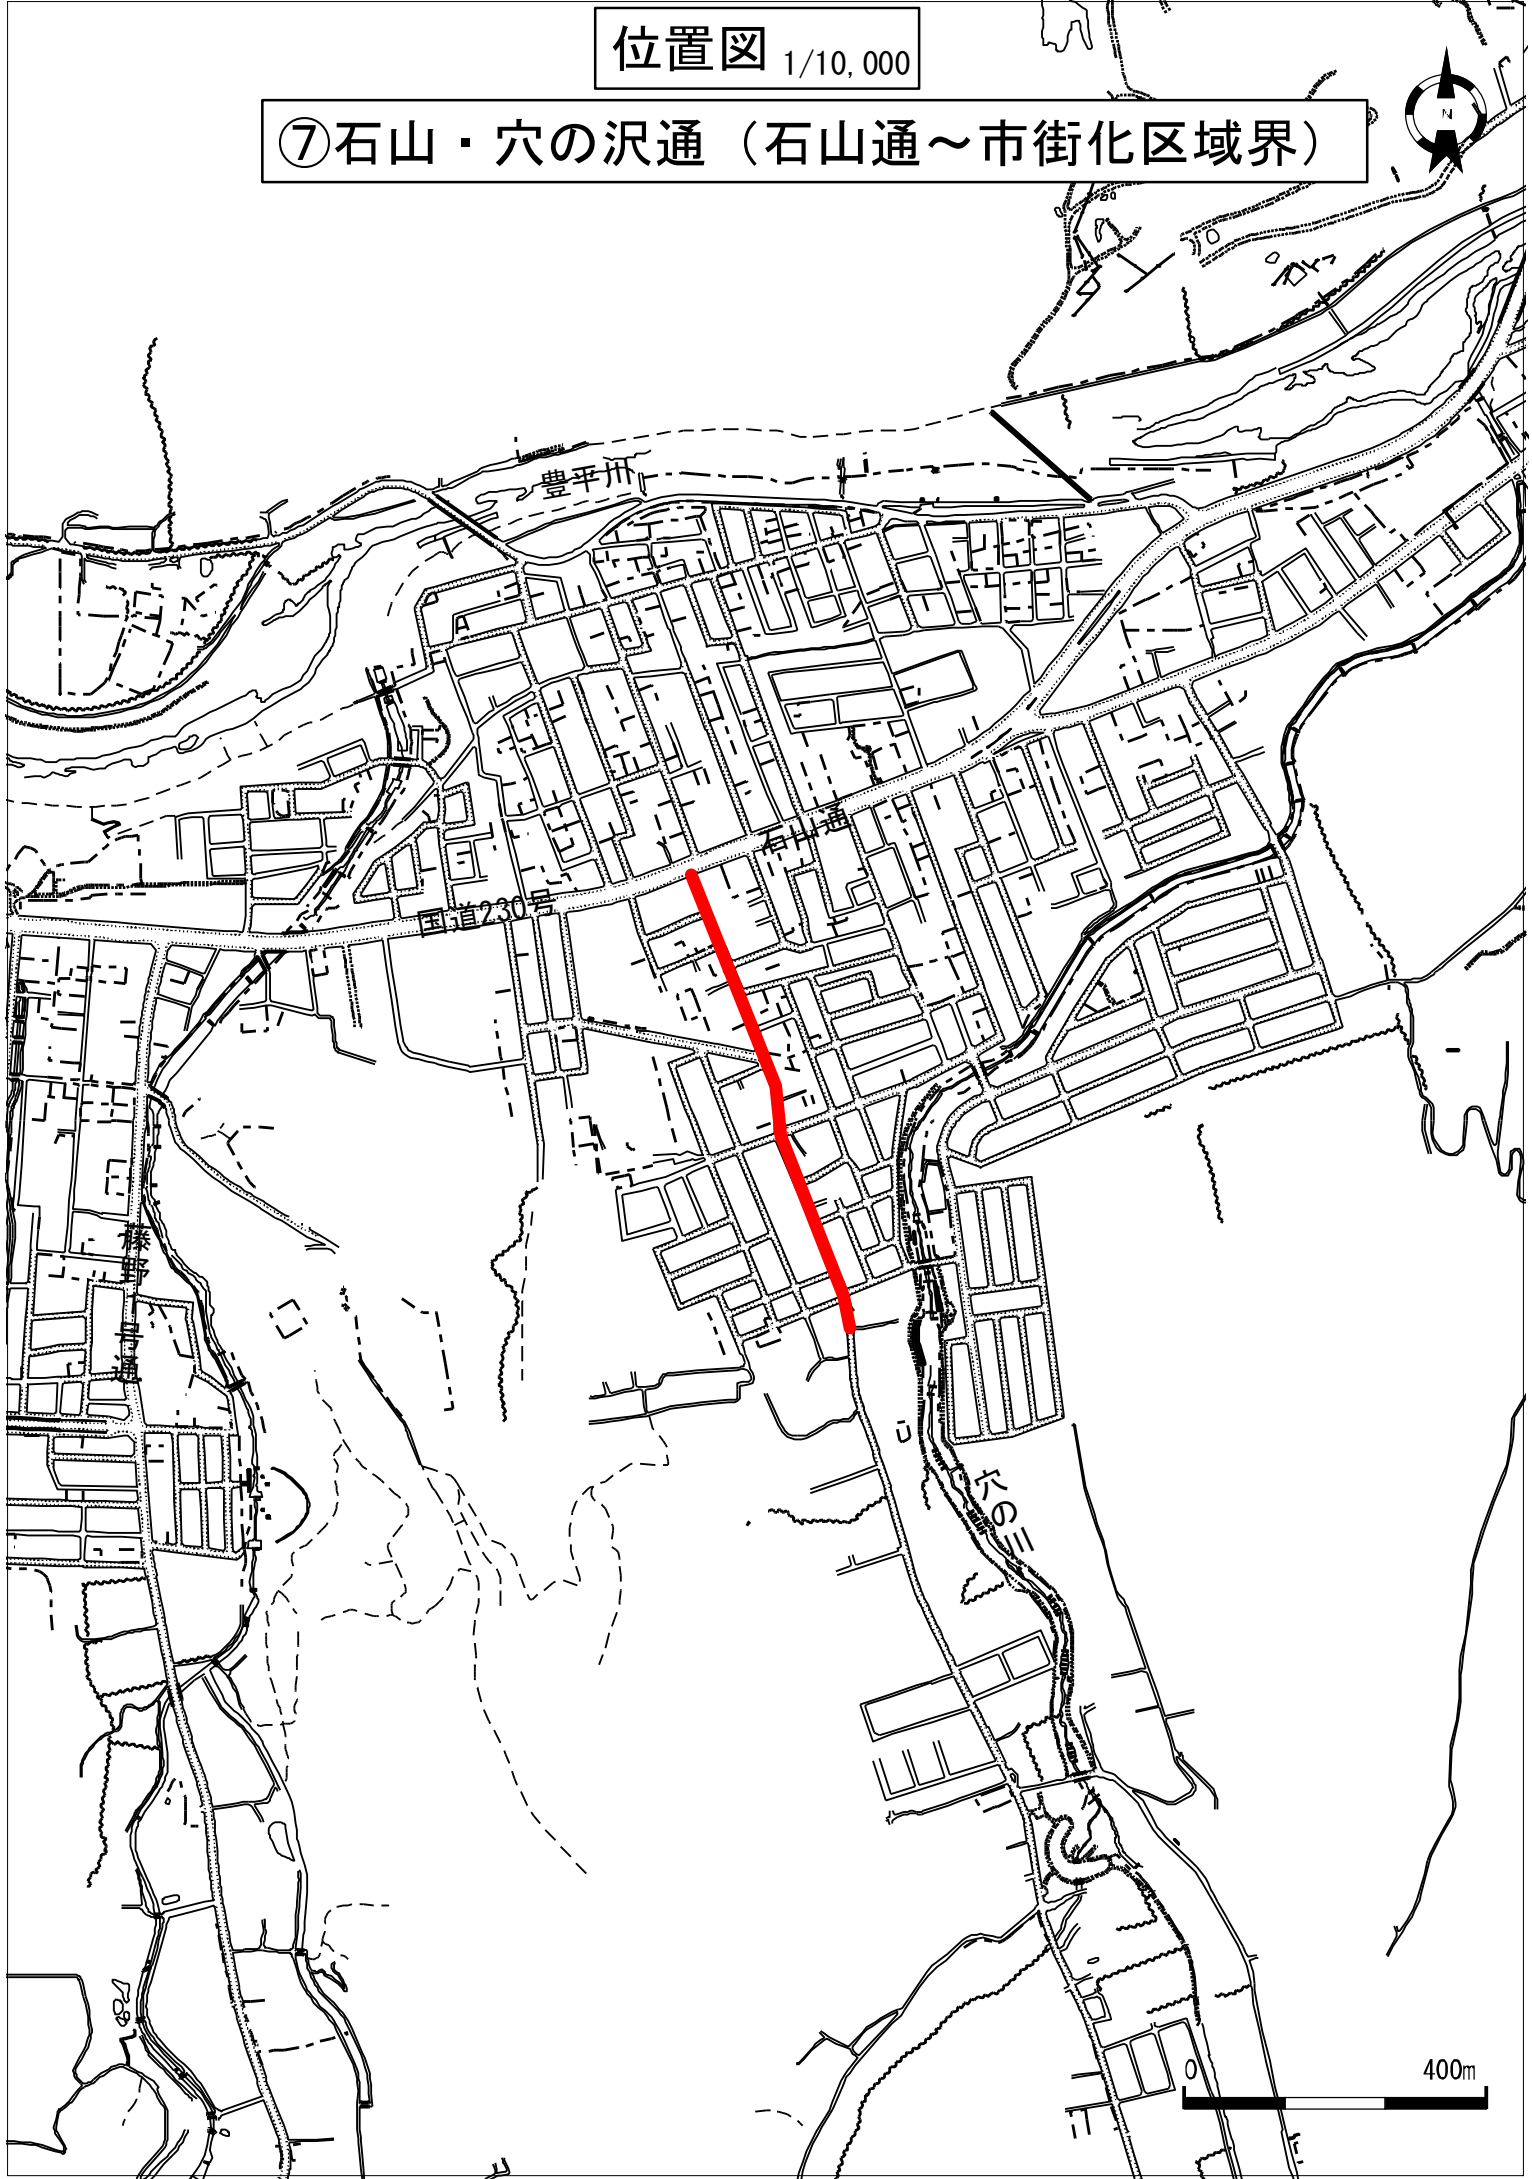 位置図 1/10,000
⑦石山・穴の沢通（石山通～市街化区域界）
N
豊平川
石山通
国道230号
藤野
号通
穴の
0 400m